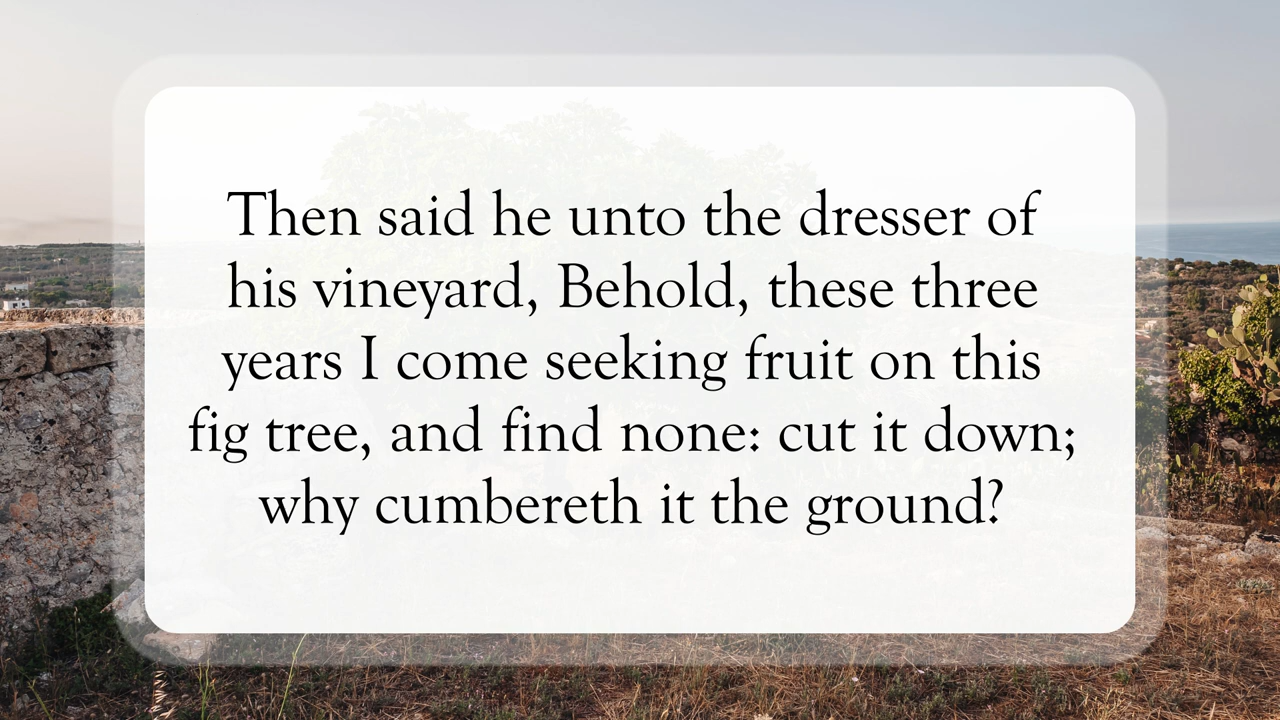 Then said he unto the dresser of
his vineyard, Behold, these three
years I come seeking fruit on this
fig tree, and find none: cut it down;
why cumbereth it the ground?